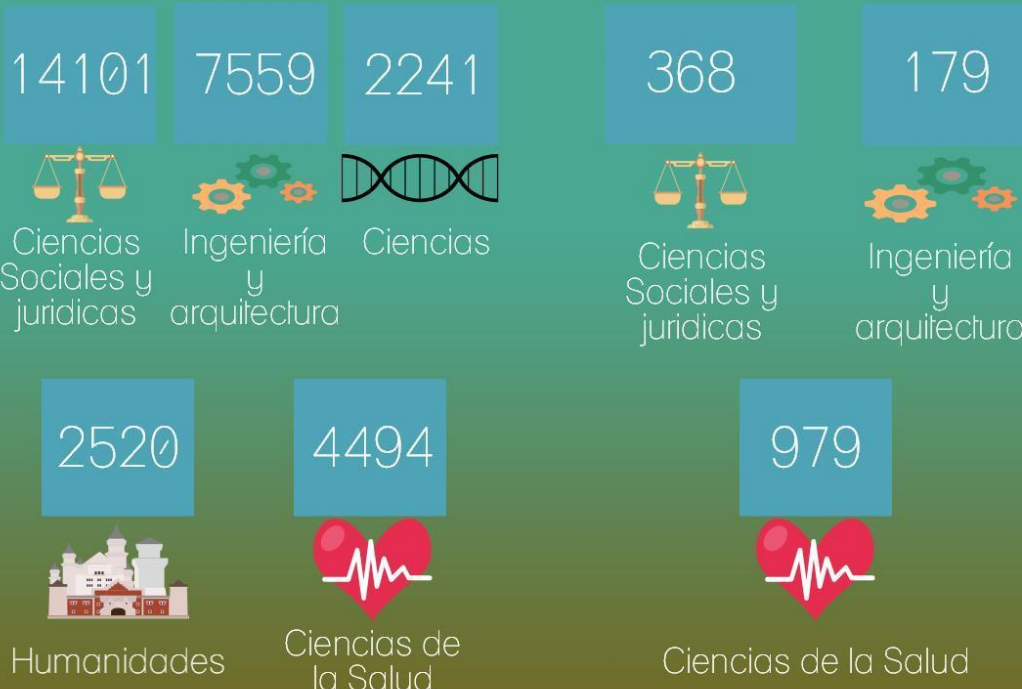 14101
7559
2241
368
179
Ciencias
Sociales y
juridicas
Ingeniería
y
arquitectura
Ciencias
Ciencias
Sociales y
juridicas
Ingeniería
y
arquitectura
2520
4494
979
Humanidades
Ciencias de
la Salud
Ciencias de la Salud